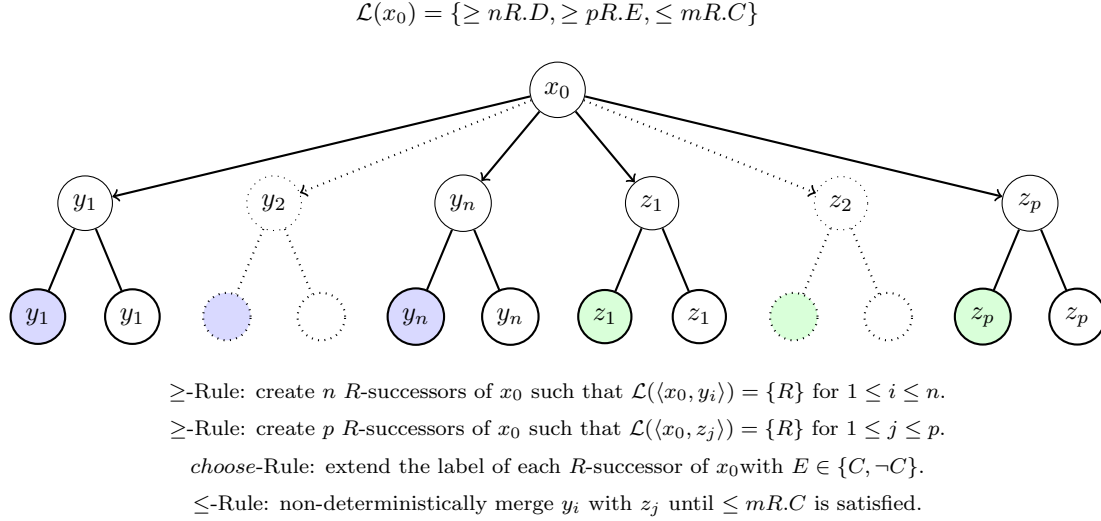 ℒ(x₀) = {≥ nR.D, ≥ pR.E, ≤ mR.C}
x₀
y₁ y₂ yₙ z₁ z₂ zₚ
y₁ y₁ yₙ yₙ z₁ z₁ zₚ zₚ
≥-Rule: create n R-successors of x₀ such that ℒ(⟨x₀, yᵢ⟩) = {R} for 1 ≤ i ≤ n.
≥-Rule: create p R-successors of x₀ such that ℒ(⟨x₀, zⱼ⟩) = {R} for 1 ≤ j ≤ p.
choose-Rule: extend the label of each R-successor of x₀with E ∈ {C, ¬C}.
≤-Rule: non-deterministically merge yᵢ with zⱼ until ≤ mR.C is satisfied.